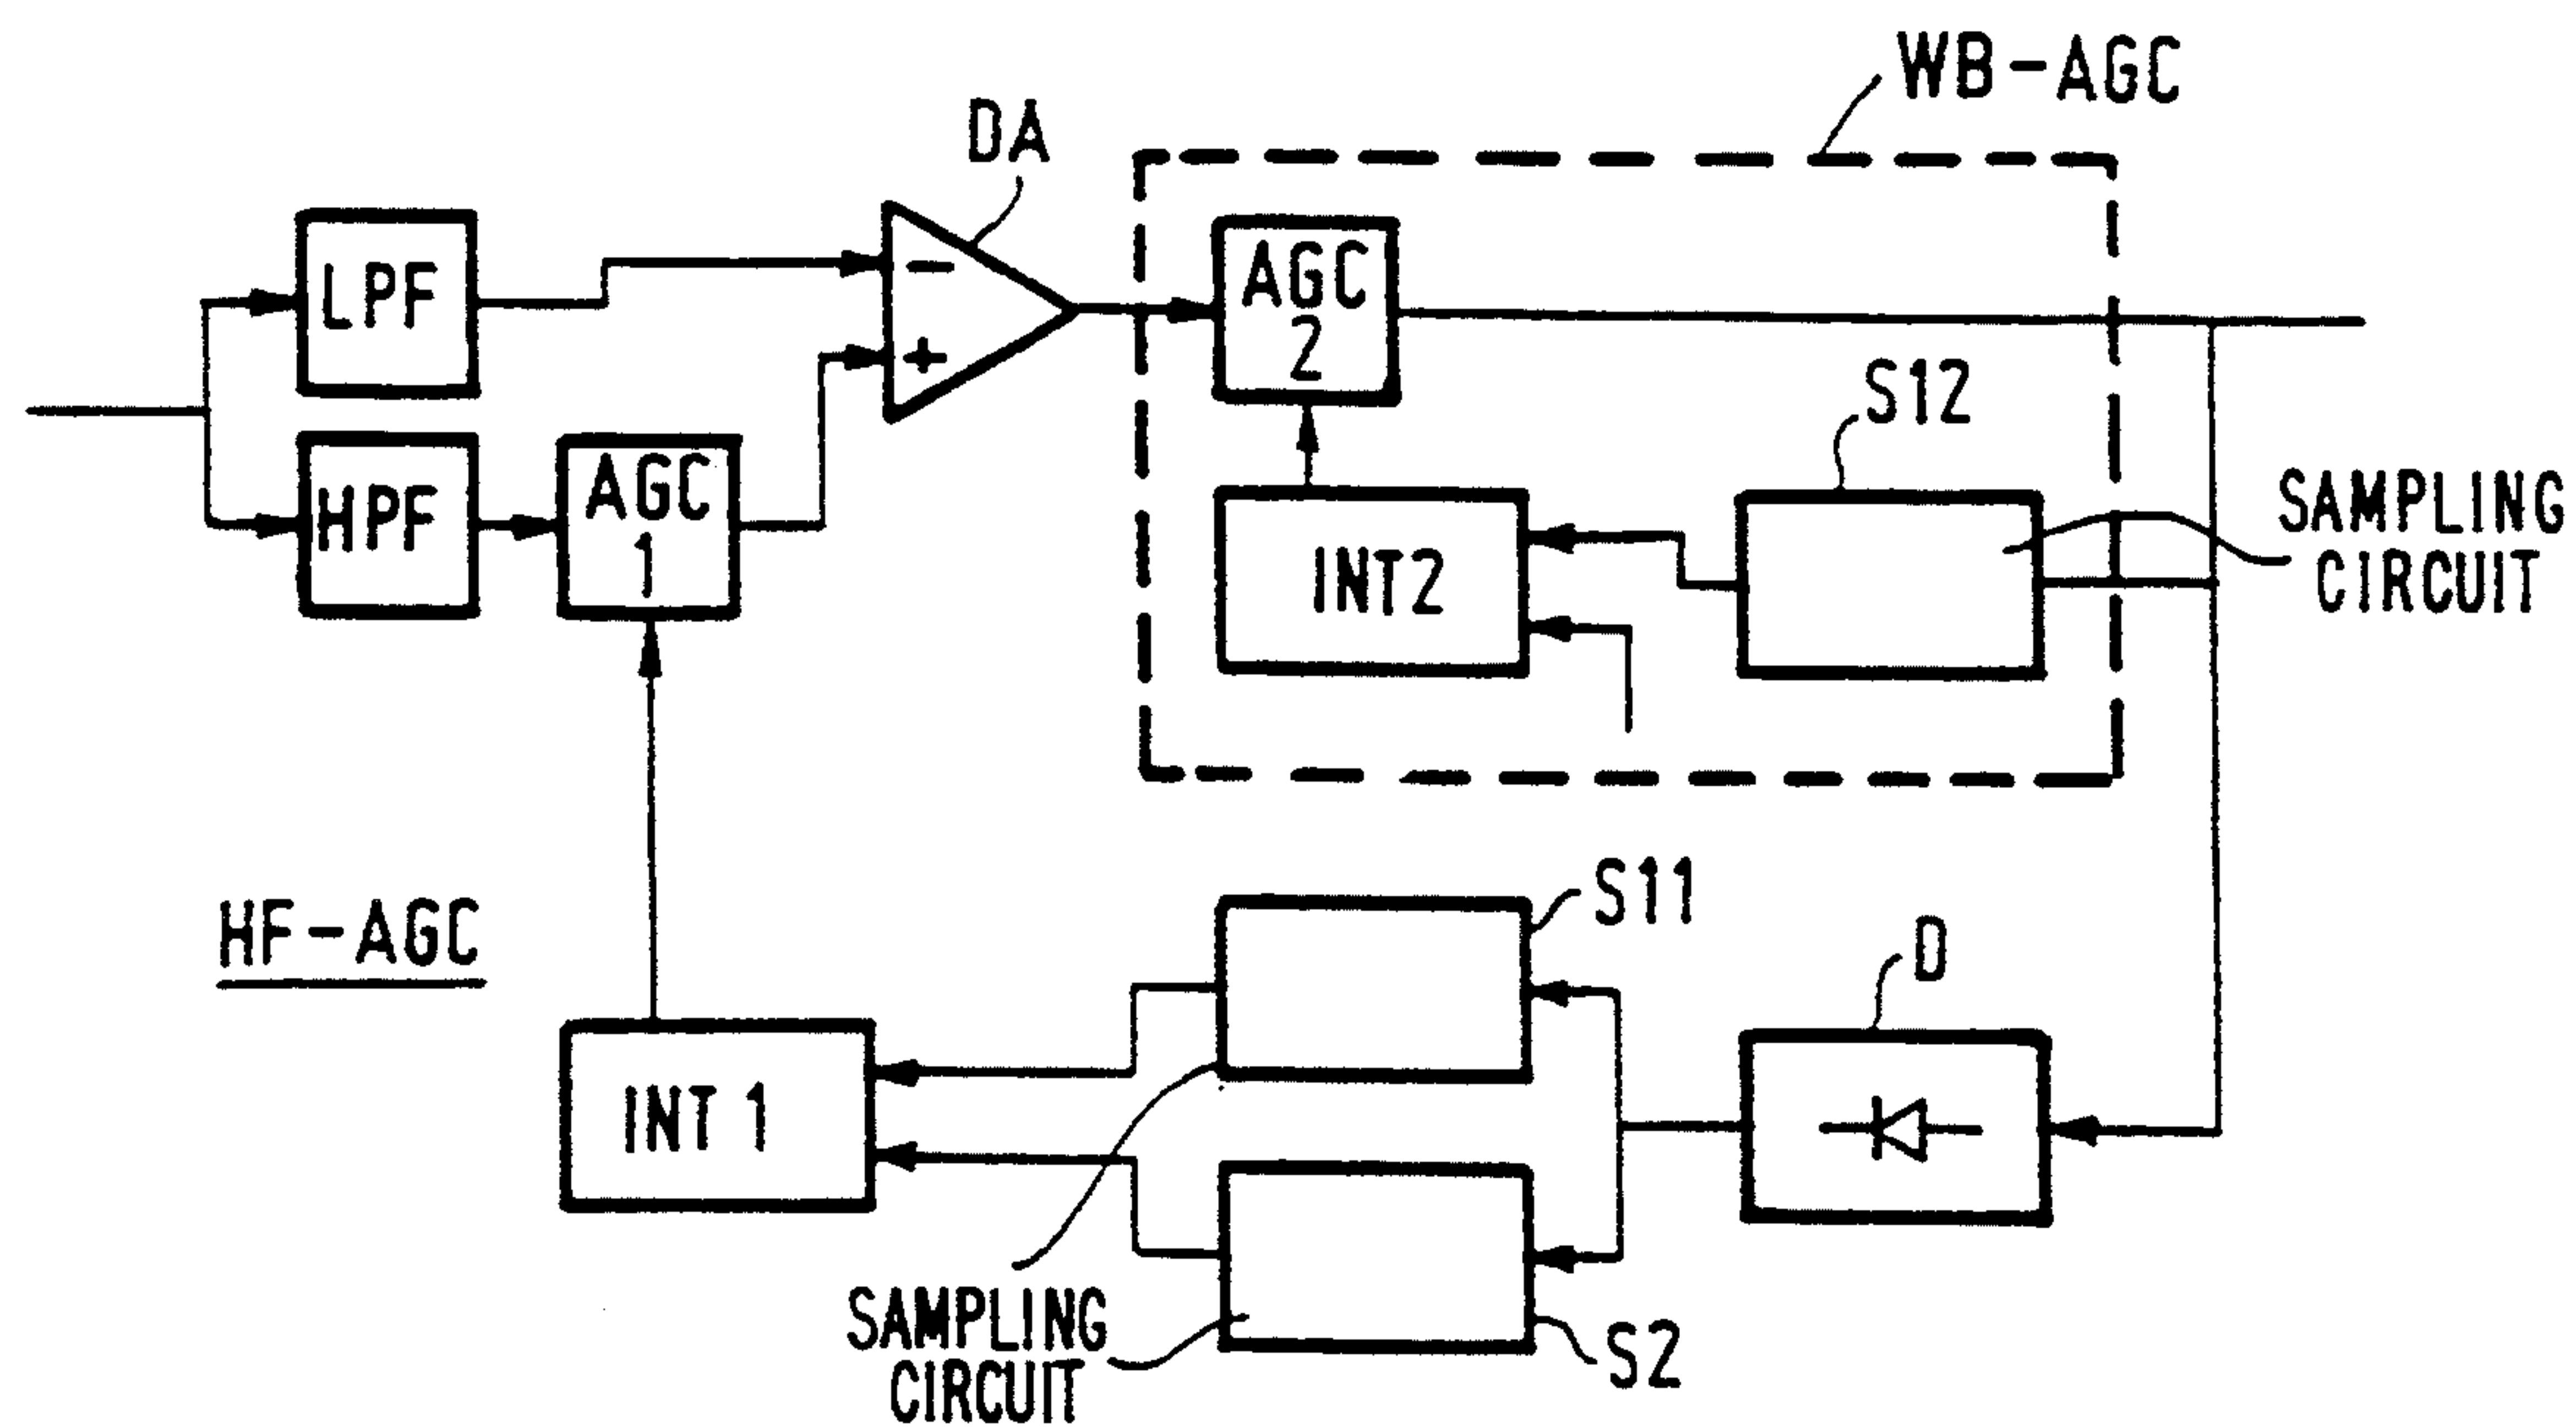 WB-AGC
DA
LPF
-
AGC
2
+
S12
HPF
AGC
1
SAMPLING
CIRCUIT
INT2
S11
HF-AGC
D
INT 1
SAMPLING
CIRCUIT
S2